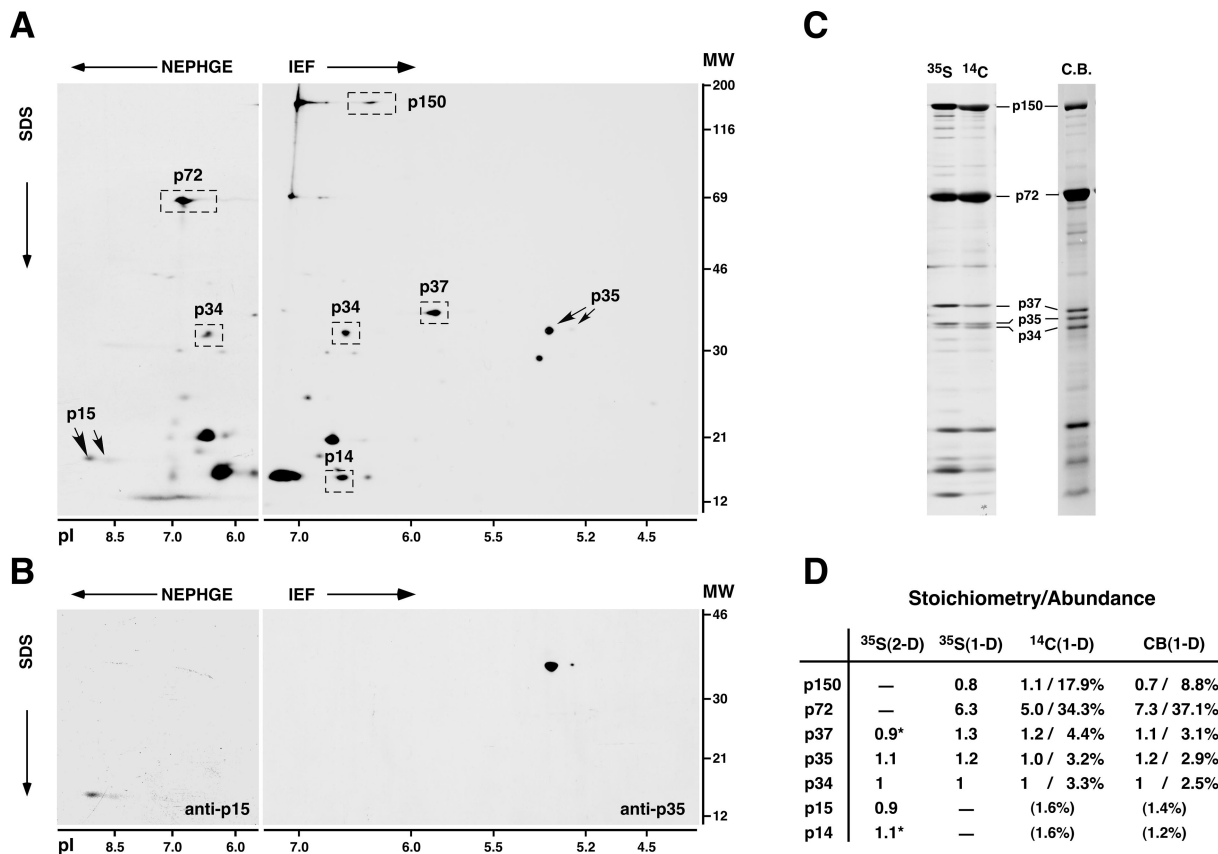 A
NEPHGE IEF MW
SDS
200
p150
116
p72
69
46
p34 p34 p37 p35
30
p15
21
p14
12
pI 8.5 7.0 6.0 7.0 6.0 5.5 5.2 4.5
B
NEPHGE IEF MW
SDS
46
30
21
anti-p15 anti-p35
12
pI 8.5 7.0 6.0 7.0 6.0 5.5 5.2 4.5
C
35S 14C C.B.
p150
p72
p37
p35
p34
D
Stoichiometry/Abundance
35S(2-D) 35S(1-D) 14C(1-D) CB(1-D)
p150 — 0.8 1.1 / 17.9% 0.7 / 8.8%
p72 — 6.3 5.0 / 34.3% 7.3 / 37.1%
p37 0.9* 1.3 1.2 / 4.4% 1.1 / 3.1%
p35 1.1 1.2 1.0 / 3.2% 1.2 / 2.9%
p34 1 1 1 / 3.3% 1 / 2.5%
p15 0.9 — (1.6%) (1.4%)
p14 1.1* — (1.6%) (1.2%)